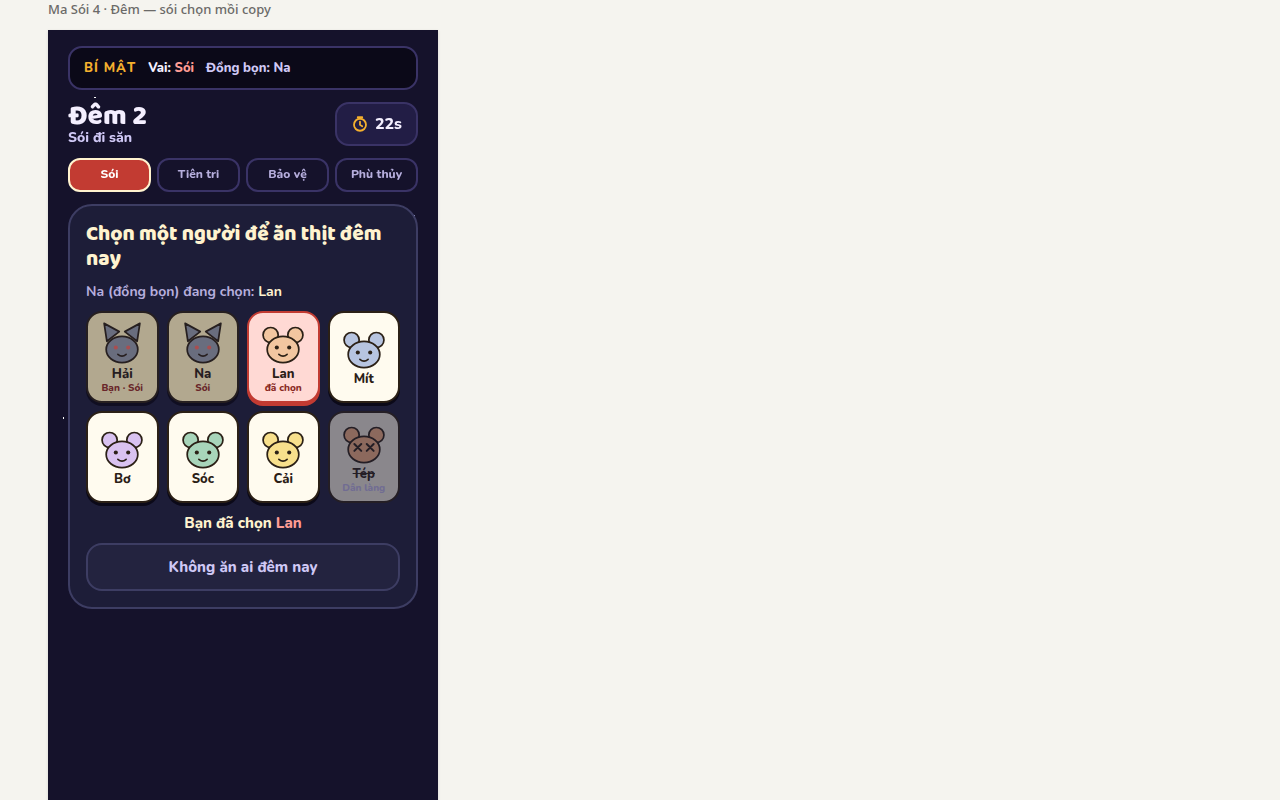 Ma Sói 4 · Đêm — sói chọn mồi copy
BÍ MẬT Vai: Sói Đồng bọn: Na
Đêm 2
Sói đi săn
22s
Sói Tiên tri Bảo vệ Phù thủy
Chọn một người để ăn thịt đêm
nay
Na (đồng bọn) đang chọn: Lan
Hải Na Lan Mít
Bạn · Sói Sói đã chọn
Bơ Sóc Cải Tép
Dân làng
Bạn đã chọn Lan
Không ăn ai đêm nay